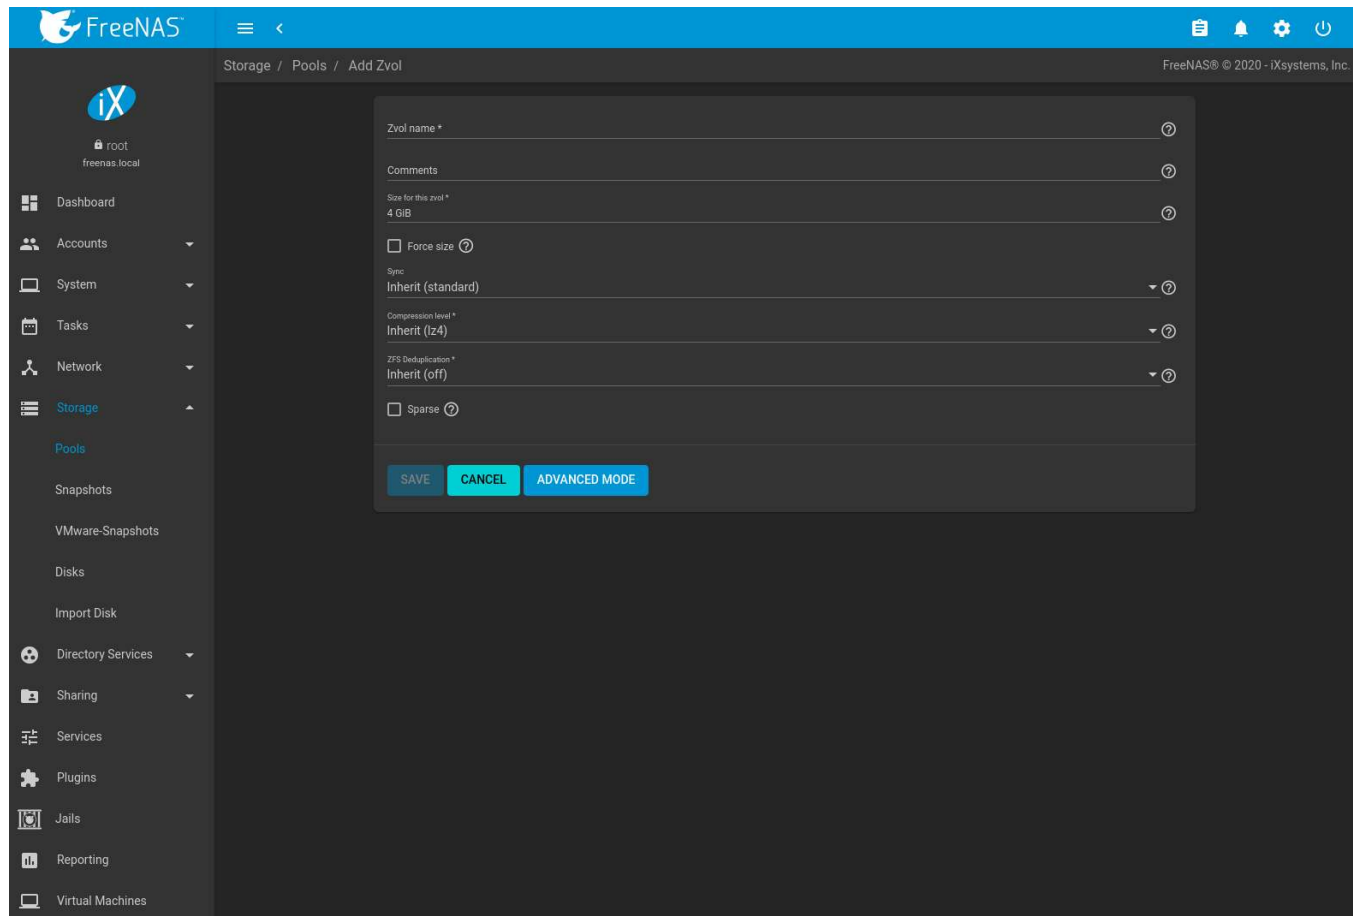 FreeNAS™
Storage / Pools / Add Zvol
FreeNAS® © 2020 - iXsystems, Inc.
iX
root
freenas.local
Dashboard
Accounts
System
Tasks
Network
Storage
Pools
Snapshots
VMware-Snapshots
Disks
Import Disk
Directory Services
Sharing
Services
Plugins
Jails
Reporting
Virtual Machines
Zvol name *
Comments
Size for this zvol *
4 GiB
Force size
Sync
Inherit (standard)
Compression level *
Inherit (lz4)
ZFS Deduplication *
Inherit (off)
Sparse
SAVE CANCEL ADVANCED MODE